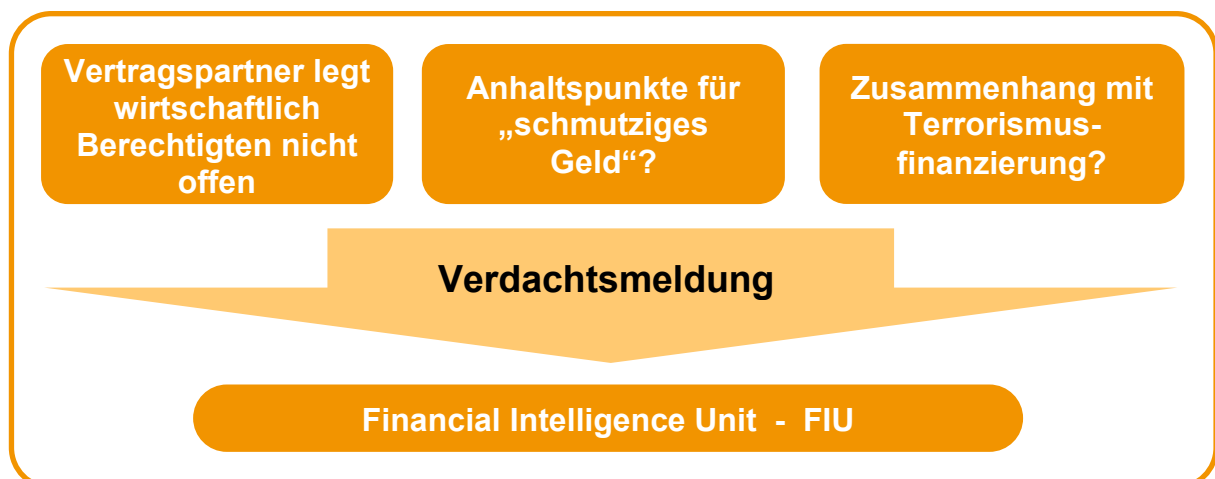 Vertragspartner legt
wirtschaftlich
Berechtigten nicht
offen
Anhaltspunkte für
„schmutziges
Geld“?
Zusammenhang mit
Terrorismus-
finanzierung?
Verdachtsmeldung
Financial Intelligence Unit - FIU